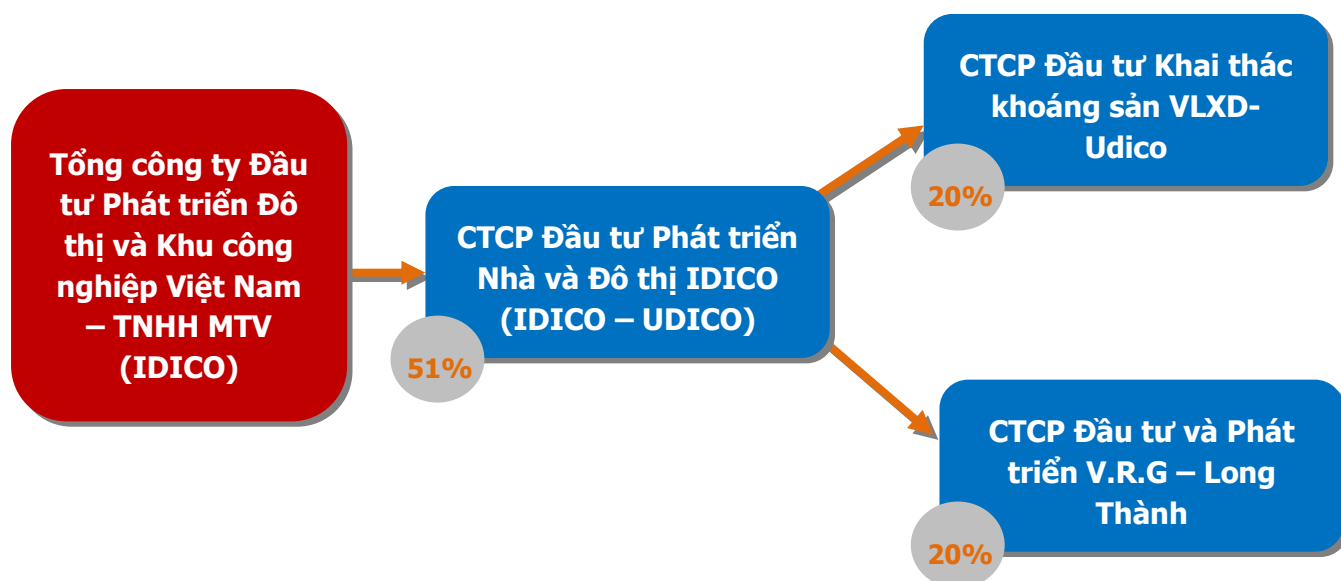 Tổng công ty Đầu
tư Phát triển Đô
thị và Khu công
nghiệp Việt Nam
– TNHH MTV
(IDICO)
CTCP Đầu tư Phát triển
Nhà và Đô thị IDICO
(IDICO – UDICO)
51%
CTCP Đầu tư Khai thác
khoáng sản VLXD-
Udico
20%
CTCP Đầu tư và Phát
triển V.R.G – Long
Thành
20%